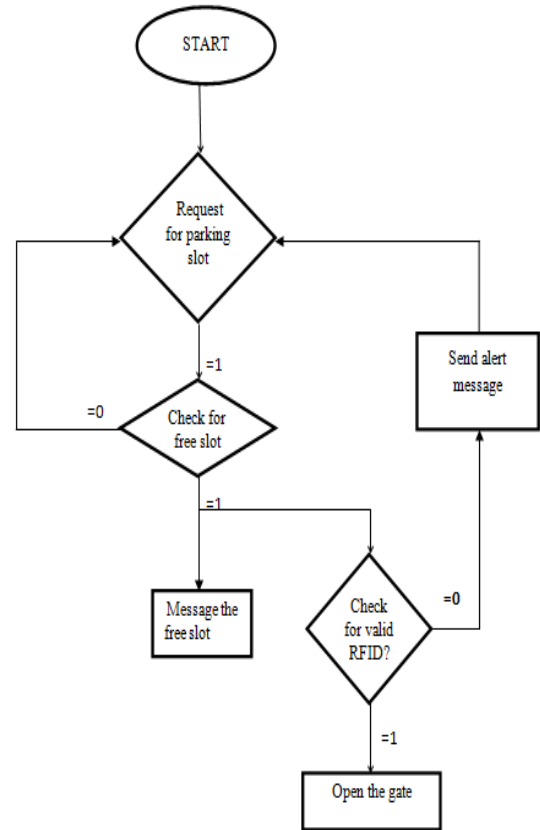 START
Request
for parking
slot
=1
Send alert
message
=0
Check for
free slot
=1
Message the
free slot
Check
for valid
RFID?
=0
=1
Open the gate